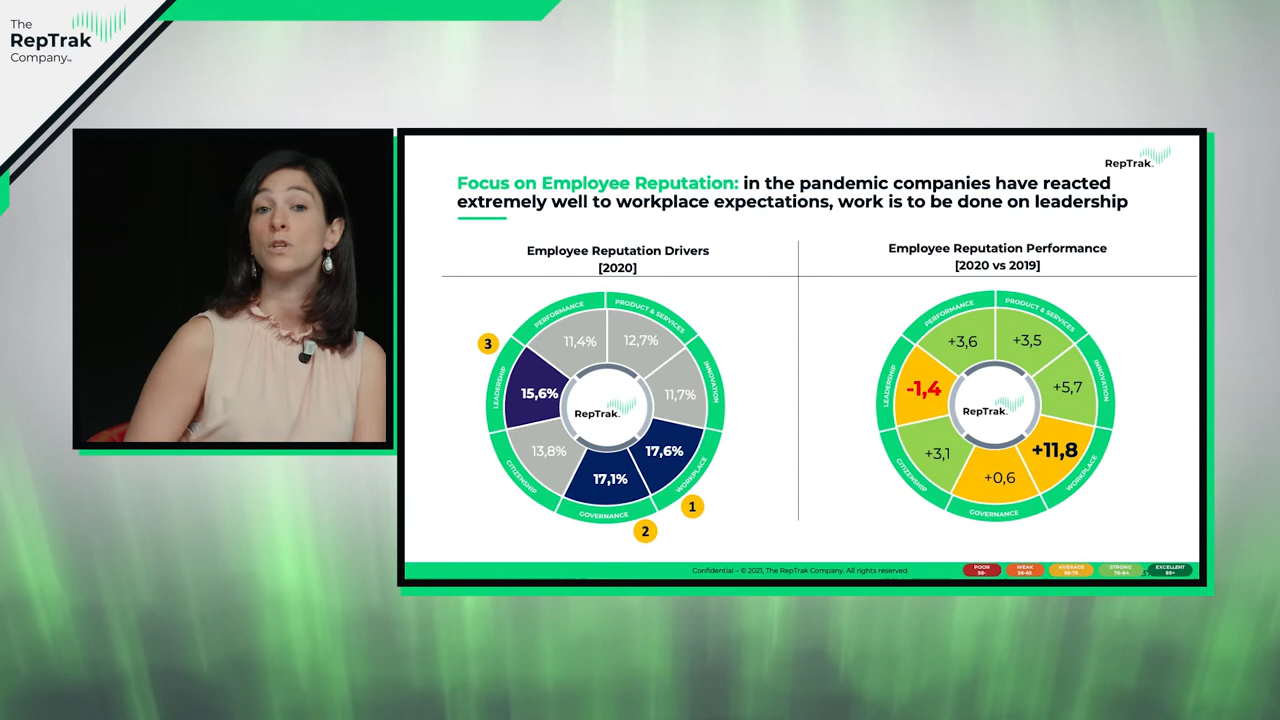 The
RepTrak
Company™
RepTrak™
Focus on Employee Reputation: in the pandemic companies have reacted
extremely well to workplace expectations, work is to be done on leadership
Employee Reputation Drivers
[2020]
PERFORMANCE
PRODUCT & SERVICES
INNOVATION
WORKPLACE
GOVERNANCE
CITIZENSHIP
LEADERSHIP
11,4%
12,7%
11,7%
17,6%
17,1%
13,8%
15,6%
RepTrak™
3
1
2
Employee Reputation Performance
[2020 vs 2019]
PERFORMANCE
PRODUCT & SERVICES
INNOVATION
WORKPLACE
GOVERNANCE
CITIZENSHIP
LEADERSHIP
+3,6
+3,5
+5,7
+11,8
+0,6
+3,1
-1,4
RepTrak™
Confidential – © 2021, The RepTrak Company. All rights reserved.
POOR
WEAK
AVERAGE
STRONG
EXCELLENT